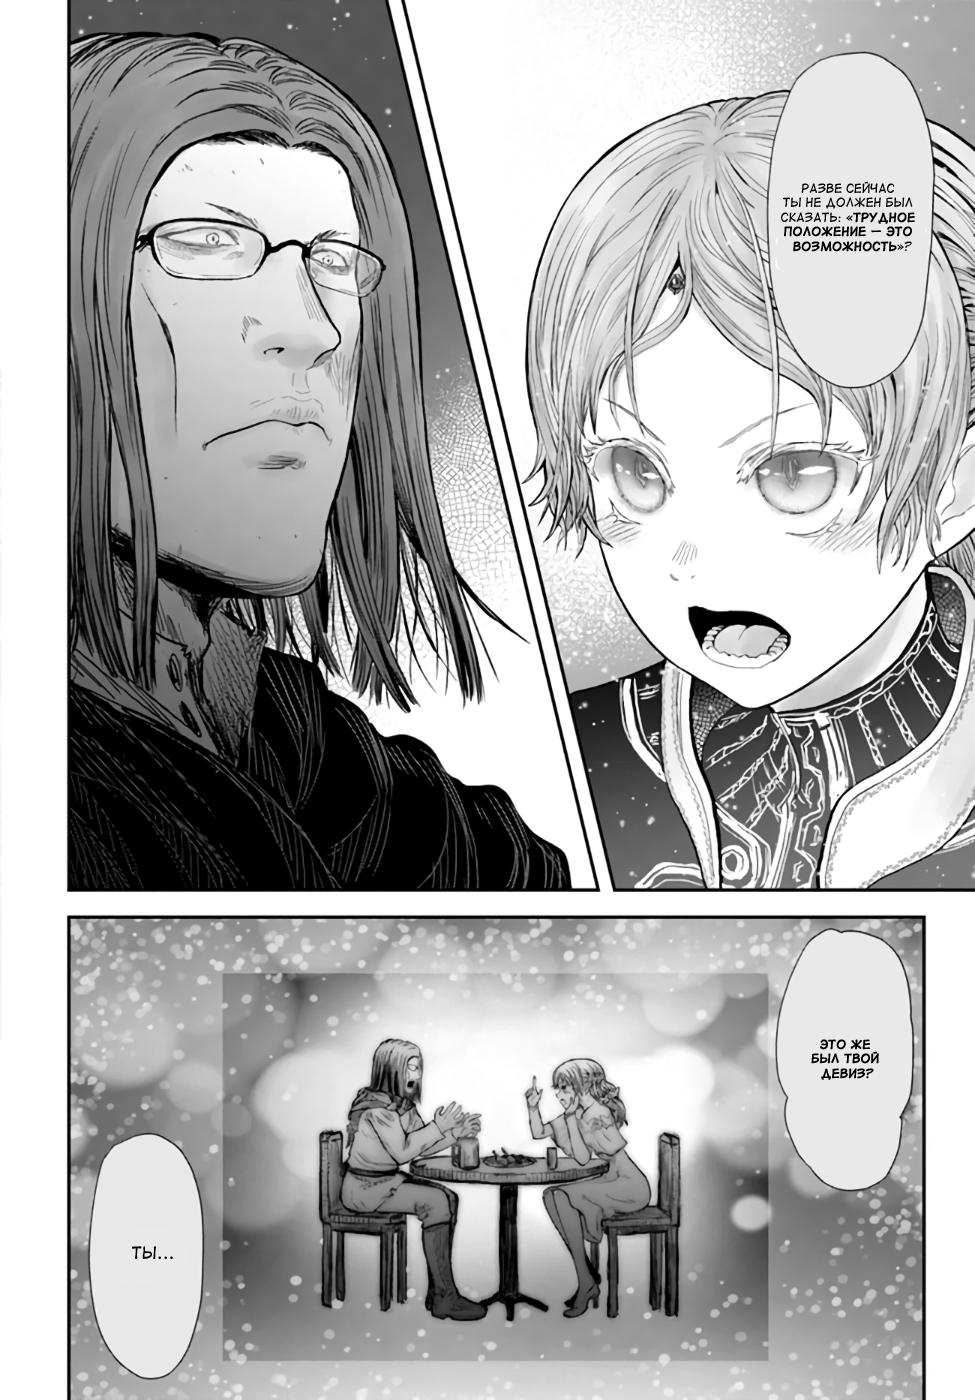 РАЗВЕ СЕЙЧАС
ТЫ НЕ ДОЛЖЕН БЫЛ
СКАЗАТЬ: «ТРУДНОЕ
ПОЛОЖЕНИЕ — ЭТО
ВОЗМОЖНОСТЬ»?
ЭТО ЖЕ
БЫЛ ТВОЙ
ДЕВИЗ?
ТЫ...